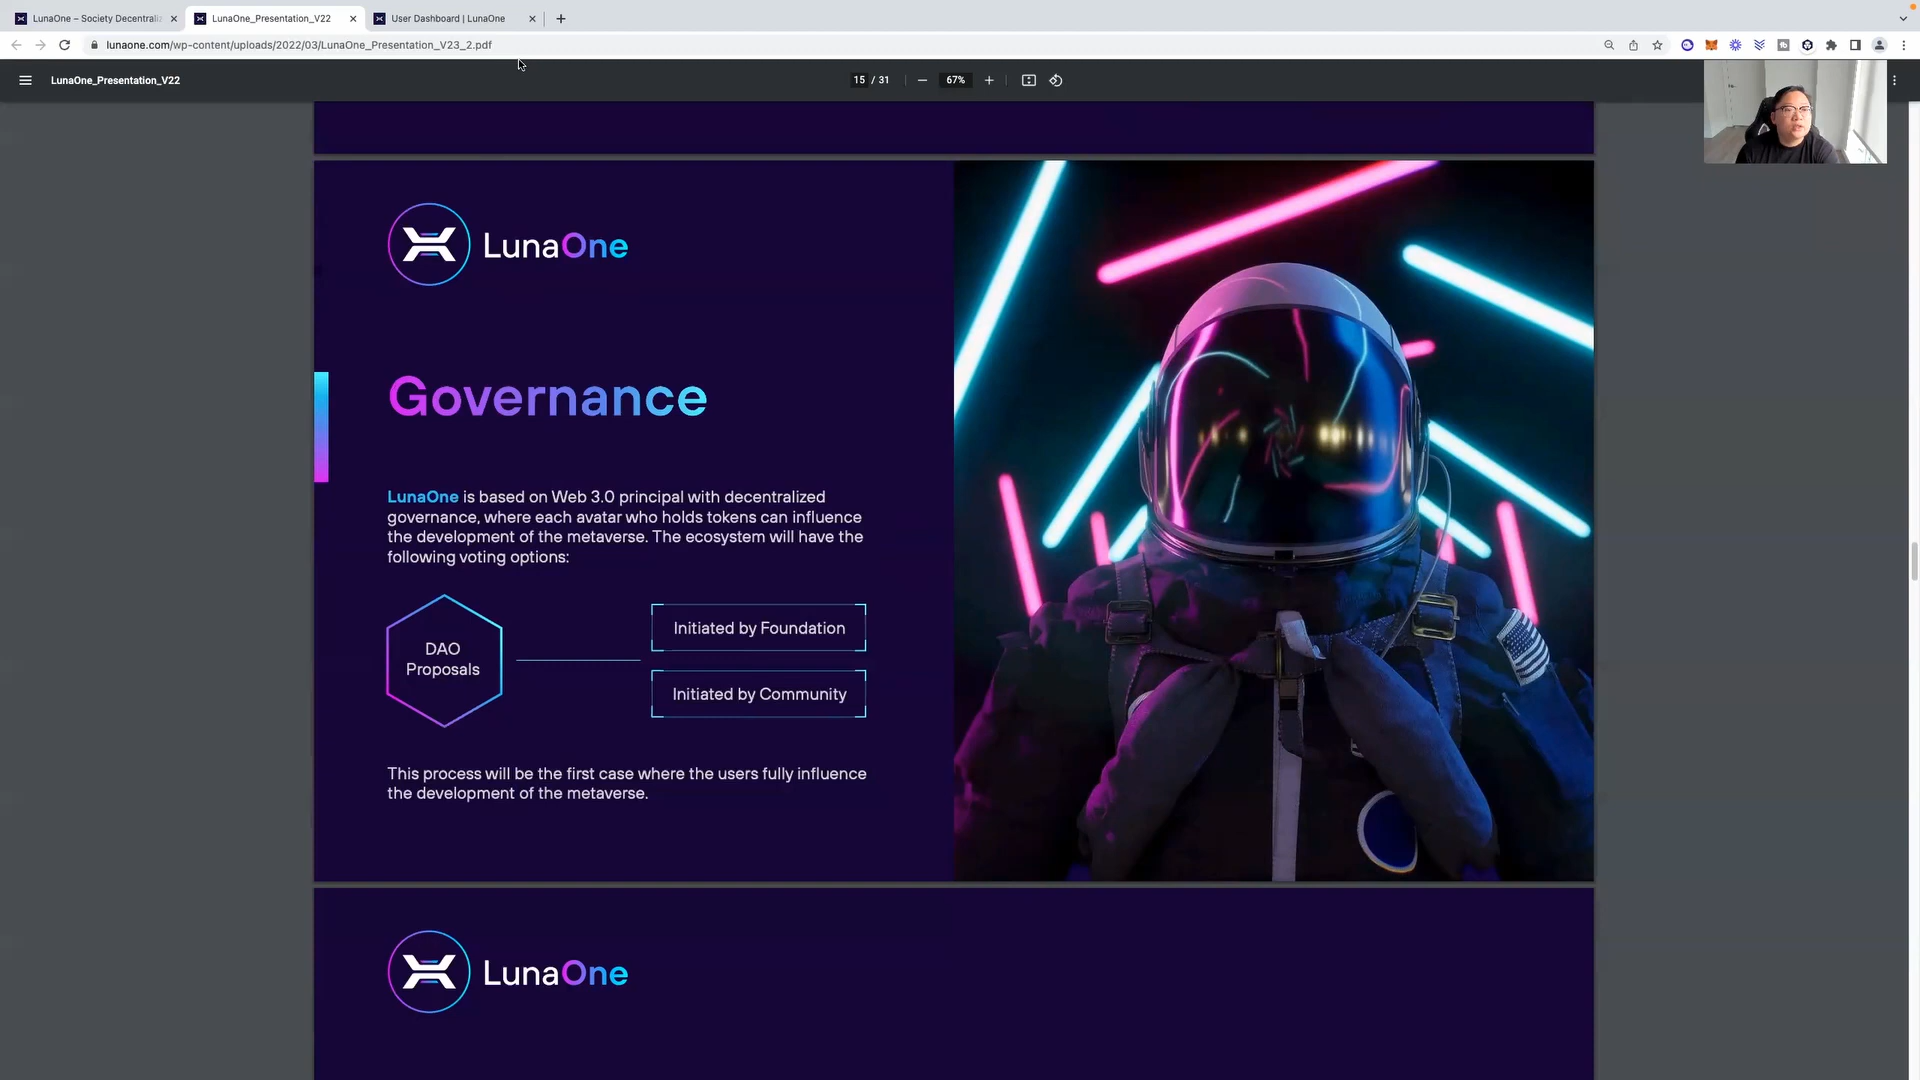 LunaOne – Society Decentraliz
LunaOne_Presentation_V22
User Dashboard | LunaOne
lunaone.com/wp-content/uploads/2022/03/LunaOne_Presentation_V23_2.pdf
LunaOne_Presentation_V22
15 / 31
67%
LunaOne
Governance
LunaOne is based on Web 3.0 principal with decentralized
governance, where each avatar who holds tokens can influence
the development of the metaverse. The ecosystem will have the
following voting options:
DAO
Proposals
Initiated by Foundation
Initiated by Community
This process will be the first case where the users fully influence
the development of the metaverse.
LunaOne